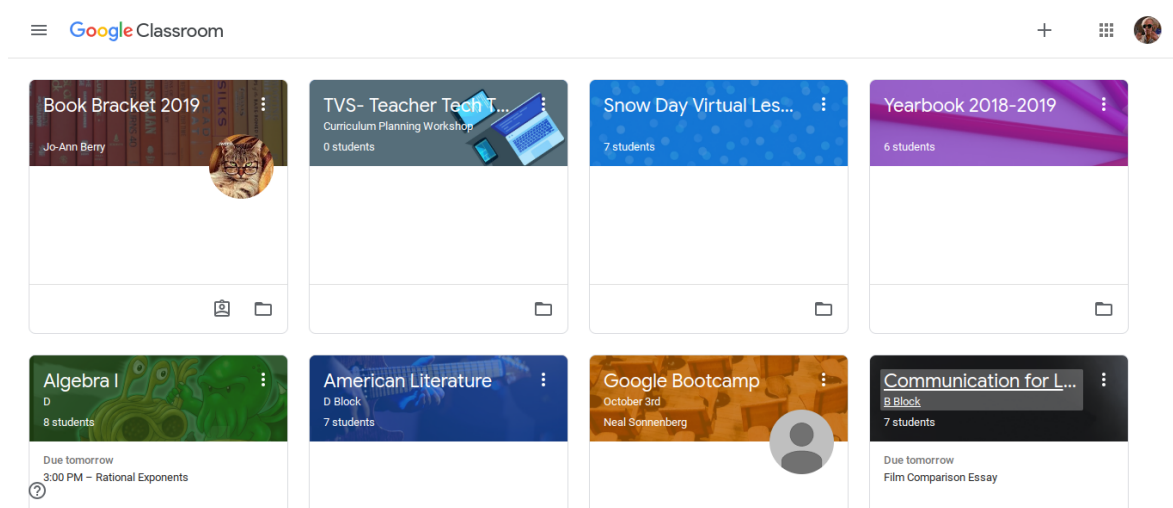 Google Classroom
Book Bracket 2019
Jo-Ann Berry
TVS- Teacher Tech T...
Curriculum Planning Workshop
0 students
Snow Day Virtual Les...
7 students
Yearbook 2018-2019
6 students
Algebra I
D
8 students
Due tomorrow
3:00 PM – Rational Exponents
American Literature
D Block
7 students
Google Bootcamp
October 3rd
Neal Sonnenberg
Communication for L...
B Block
7 students
Due tomorrow
Film Comparison Essay